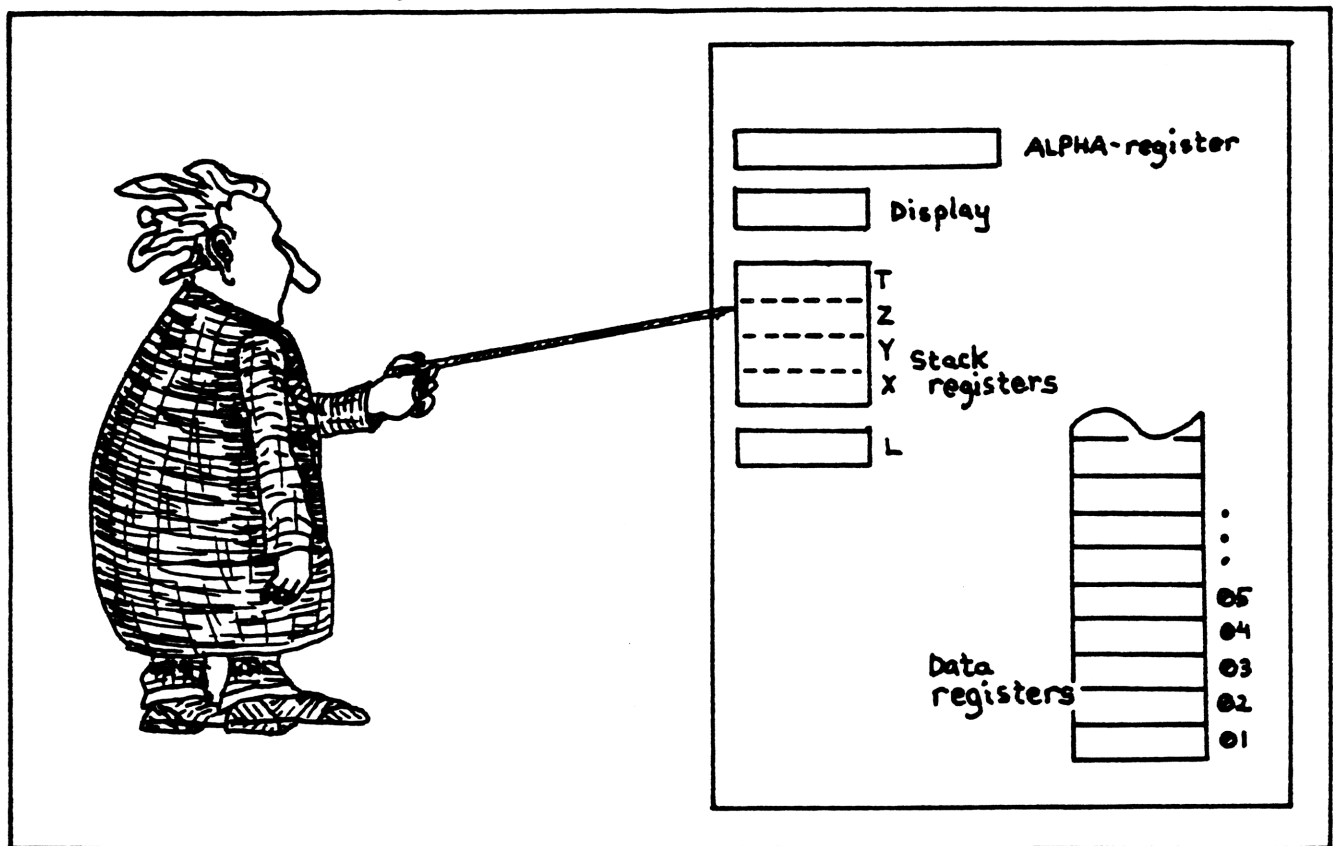 ALPHA-register
Display
T
Z
Y
X
Stack
registers
L
Data
registers
.
.
.
05
04
03
02
01